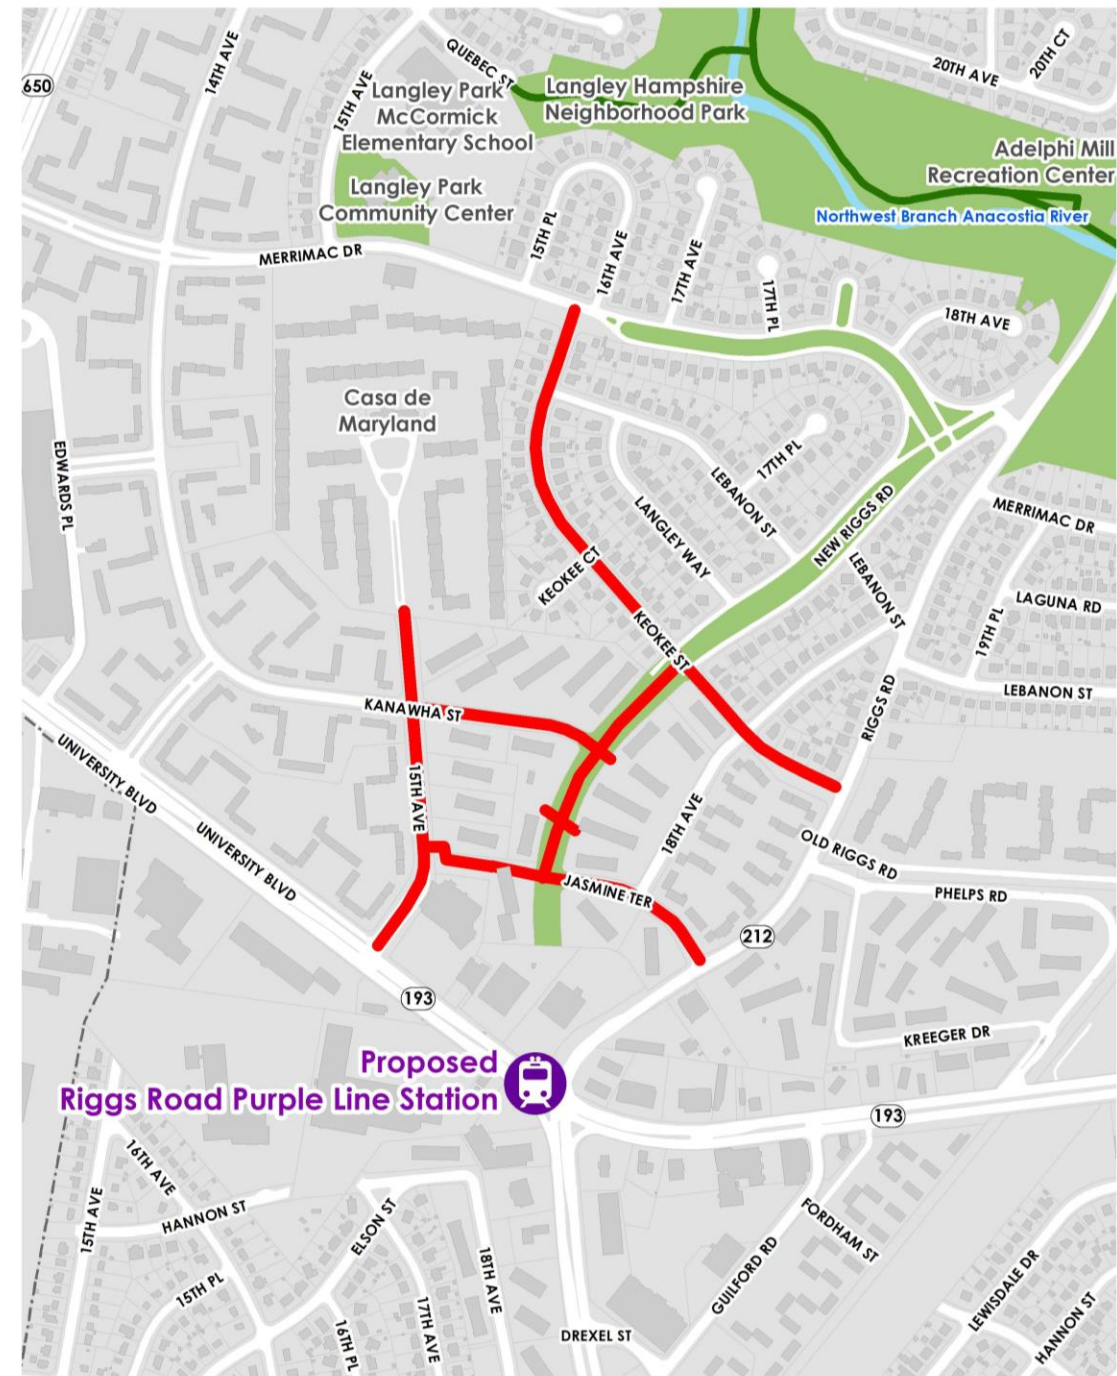 650
14TH AVE
15TH AVE
QUEBEC ST
20TH AVE
20TH CT
Langley Park
McCormick
Elementary School
Langley Hampshire
Neighborhood Park
Adelphi Mill
Recreation Center
Langley Park
Community Center
Northwest Branch Anacostia River
MERRIMAC DR
15TH PL
16TH AVE
17TH AVE
17TH PL
18TH AVE
Casa de
Maryland
EDWARDS PL
17TH PL
LEBANON ST
LANGLEY WAY
NEW RIGGS RD
MERRIMAC DR
KEOKEE CT
LEBANON ST
LAGUNA RD
19TH PL
KEOKEE ST
LEBANON ST
RIGGS RD
KANAWHA ST
UNIVERSITY BLVD
15TH AVE
UNIVERSITY BLVD
18TH AVE
OLD RIGGS RD
JASMINE TER
PHELPS RD
212
193
KREEGER DR
Proposed
Riggs Road Purple Line Station
193
16TH AVE
15TH AVE
HANNON ST
ELSON ST
FORDHAM ST
GUILFORD RD
18TH AVE
15TH PL
LEWISDALE DR
17TH AVE
16TH PL
DREXEL ST
HANNON ST